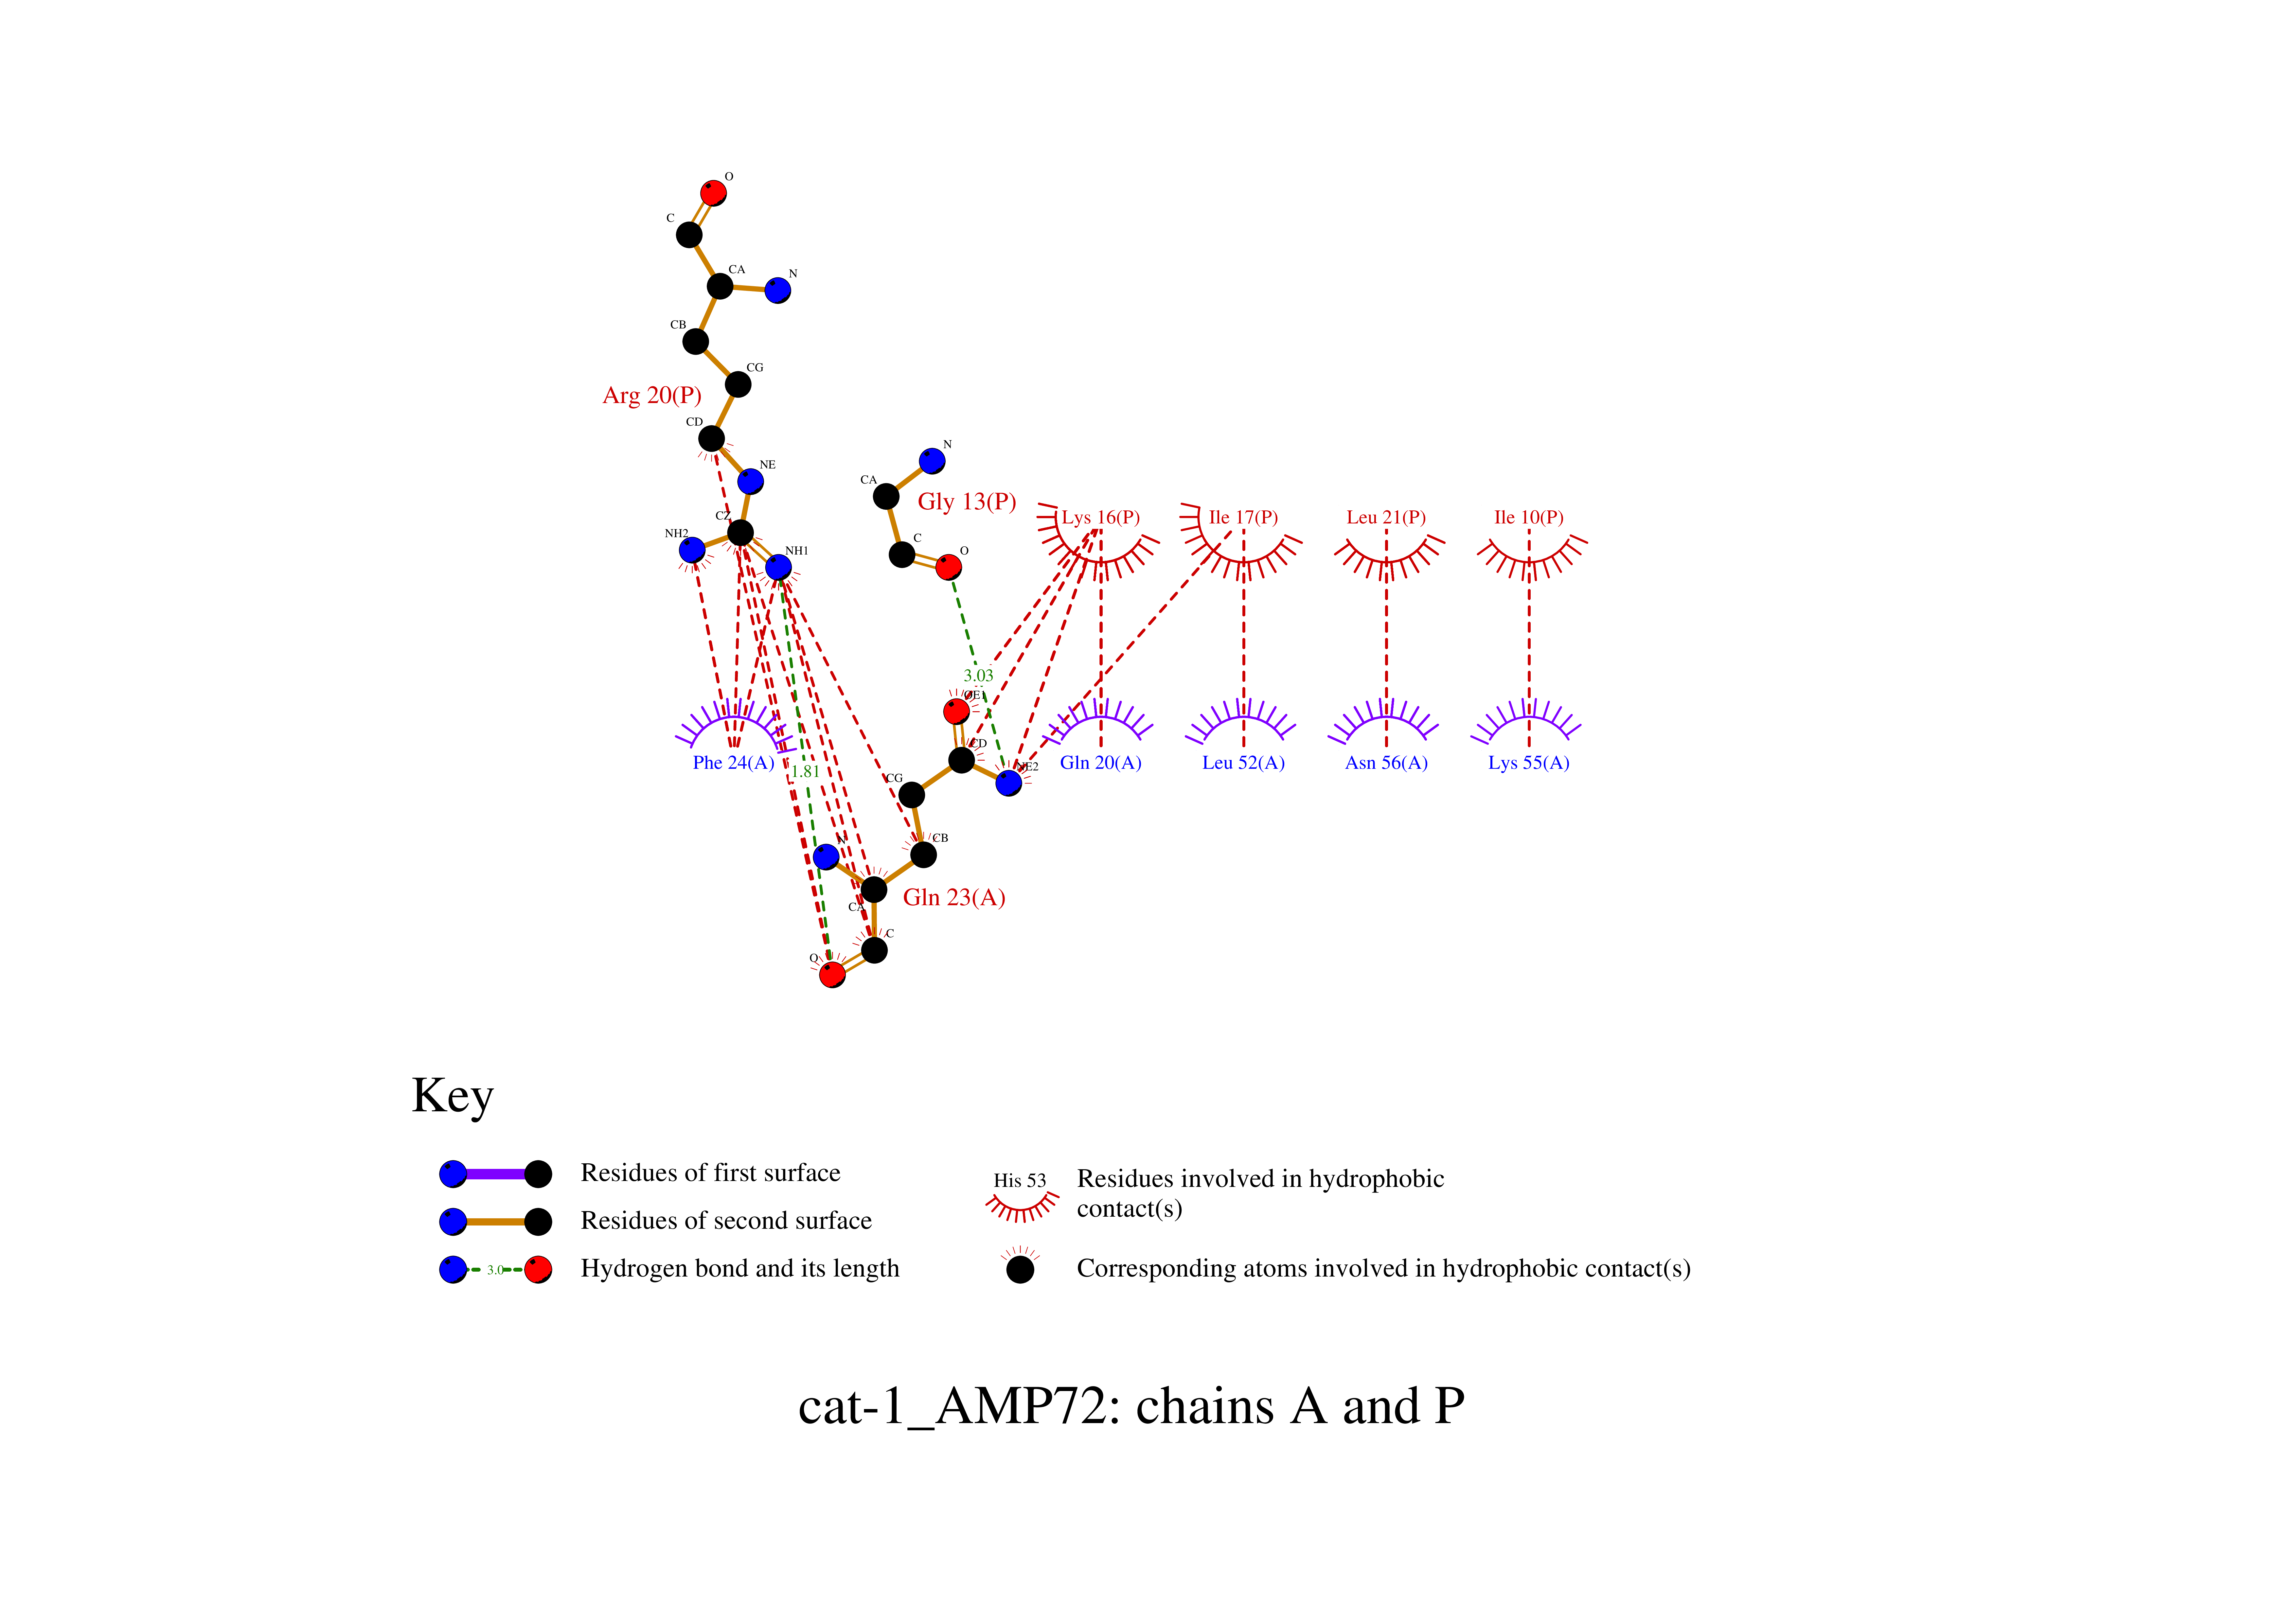 O
C
CA
N
CB
CG
Arg 20(P)
CD
NE
CZ
NH2
NH1
N
CA
Gly 13(P)
C
O
Lys 16(P)
Ile 17(P)
Leu 21(P)
Ile 10(P)
3.03
OE1
CD
NE2
Phe 24(A)
1.81
Gln 20(A)
Leu 52(A)
Asn 56(A)
Lys 55(A)
CG
N
CB
CA
Gln 23(A)
C
O
Key
Residues of first surface
Residues of second surface
3.0
Hydrogen bond and its length
His 53
Residues involved in hydrophobic
contact(s)
Corresponding atoms involved in hydrophobic contact(s)
cat-1_AMP72: chains A and P